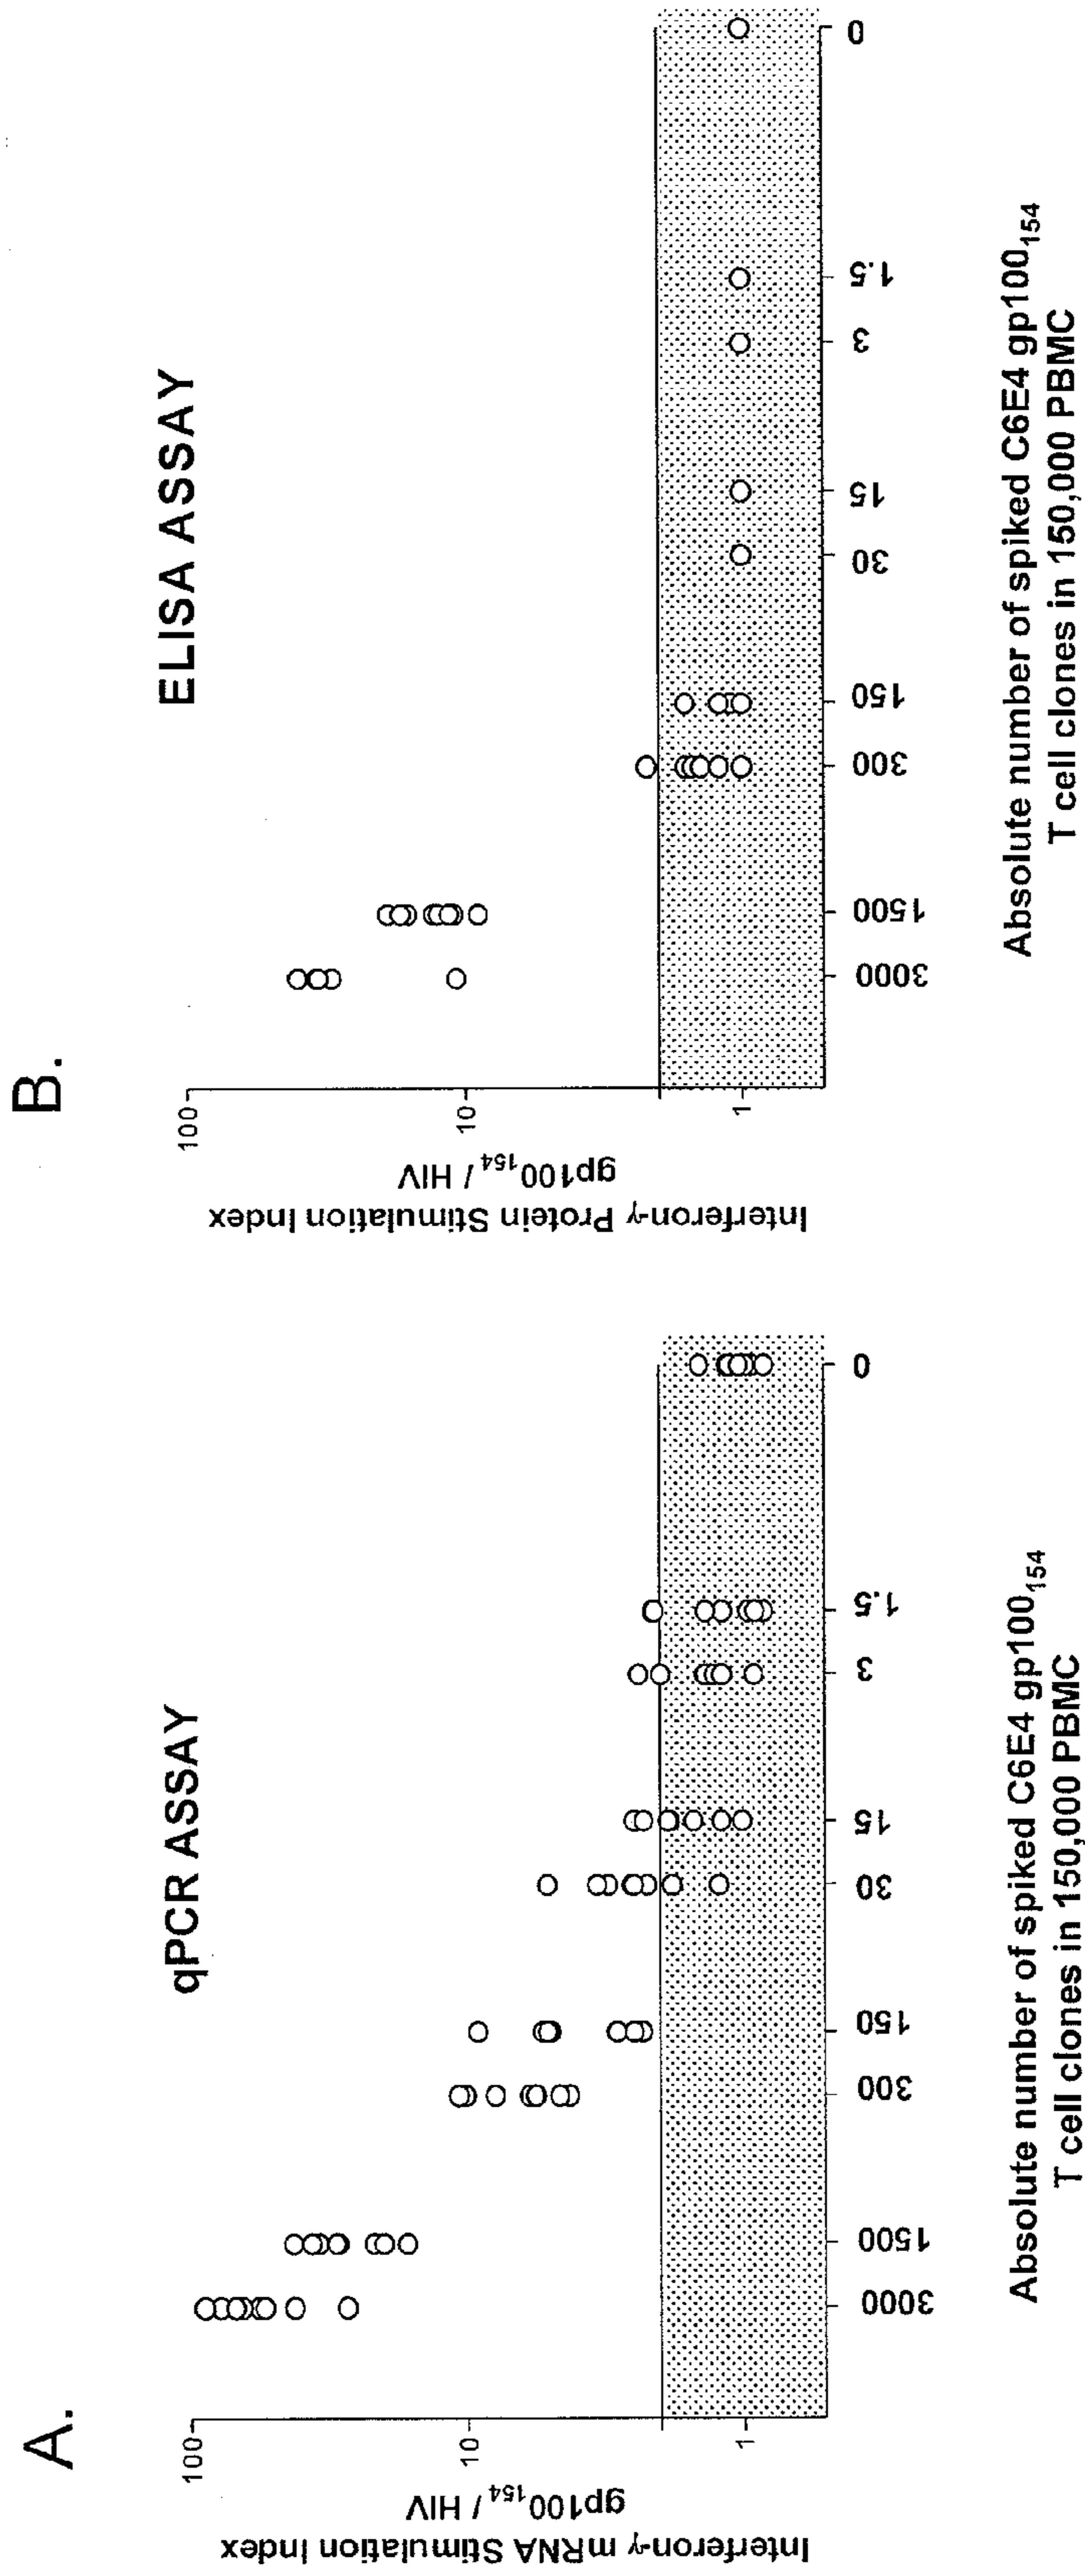 A.
qPCR ASSAY
Interferon-γ mRNA Stimulation Index
gp100₁₅₄ / HIV
100
10
1
3000
1500
300
150
30
15
3
1.5
0
Absolute number of spiked C6E4 gp100₁₅₄
T cell clones in 150,000 PBMC
B.
ELISA ASSAY
Interferon-γ Protein Stimulation Index
gp100₁₅₄ / HIV
100
10
1
3000
1500
300
150
30
15
3
1.5
0
Absolute number of spiked C6E4 gp100₁₅₄
T cell clones in 150,000 PBMC